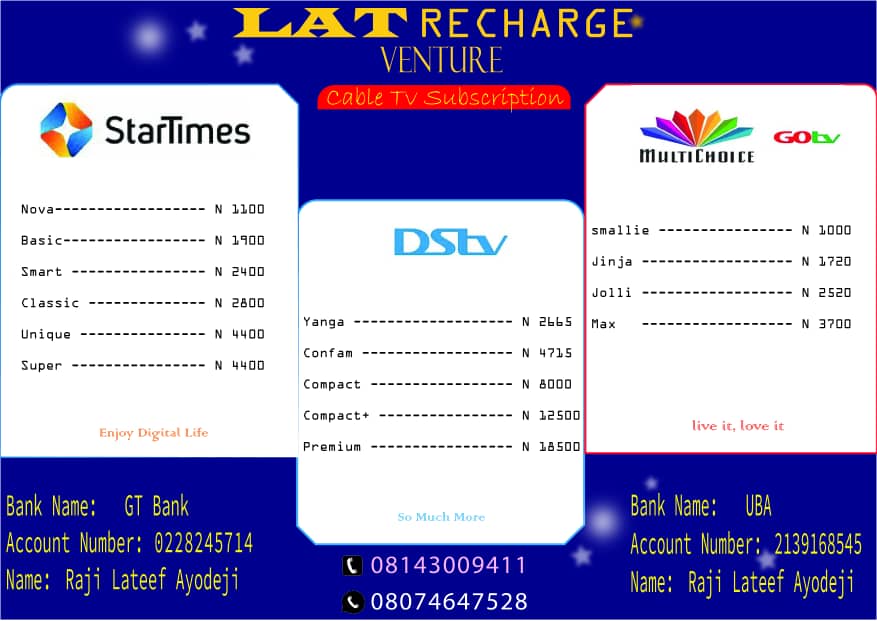 LAT RECHARGE
VENTURE
Cable TV Subscription
StarTimes
Nova------------------ N 1100
Basic----------------- N 1900
Smart ---------------- N 2400
Classic -------------- N 2800
Unique --------------- N 4400
Super ---------------- N 4400
Enjoy Digital Life
DStv
Yanga ------------------- N 2665
Confam ------------------ N 4715
Compact ----------------- N 8000
Compact+ ---------------- N 12500
Premium ----------------- N 18500
So Much More
MULTICHOICE GOtv
smallie ---------------- N 1000
Jinja ------------------ N 1720
Jolli ------------------ N 2520
Max ------------------ N 3700
live it, love it
Bank Name: GT Bank
Account Number: 0228245714
Name: Raji Lateef Ayodeji
08143009411
08074647528
Bank Name: UBA
Account Number: 2139168545
Name: Raji Lateef Ayodeji